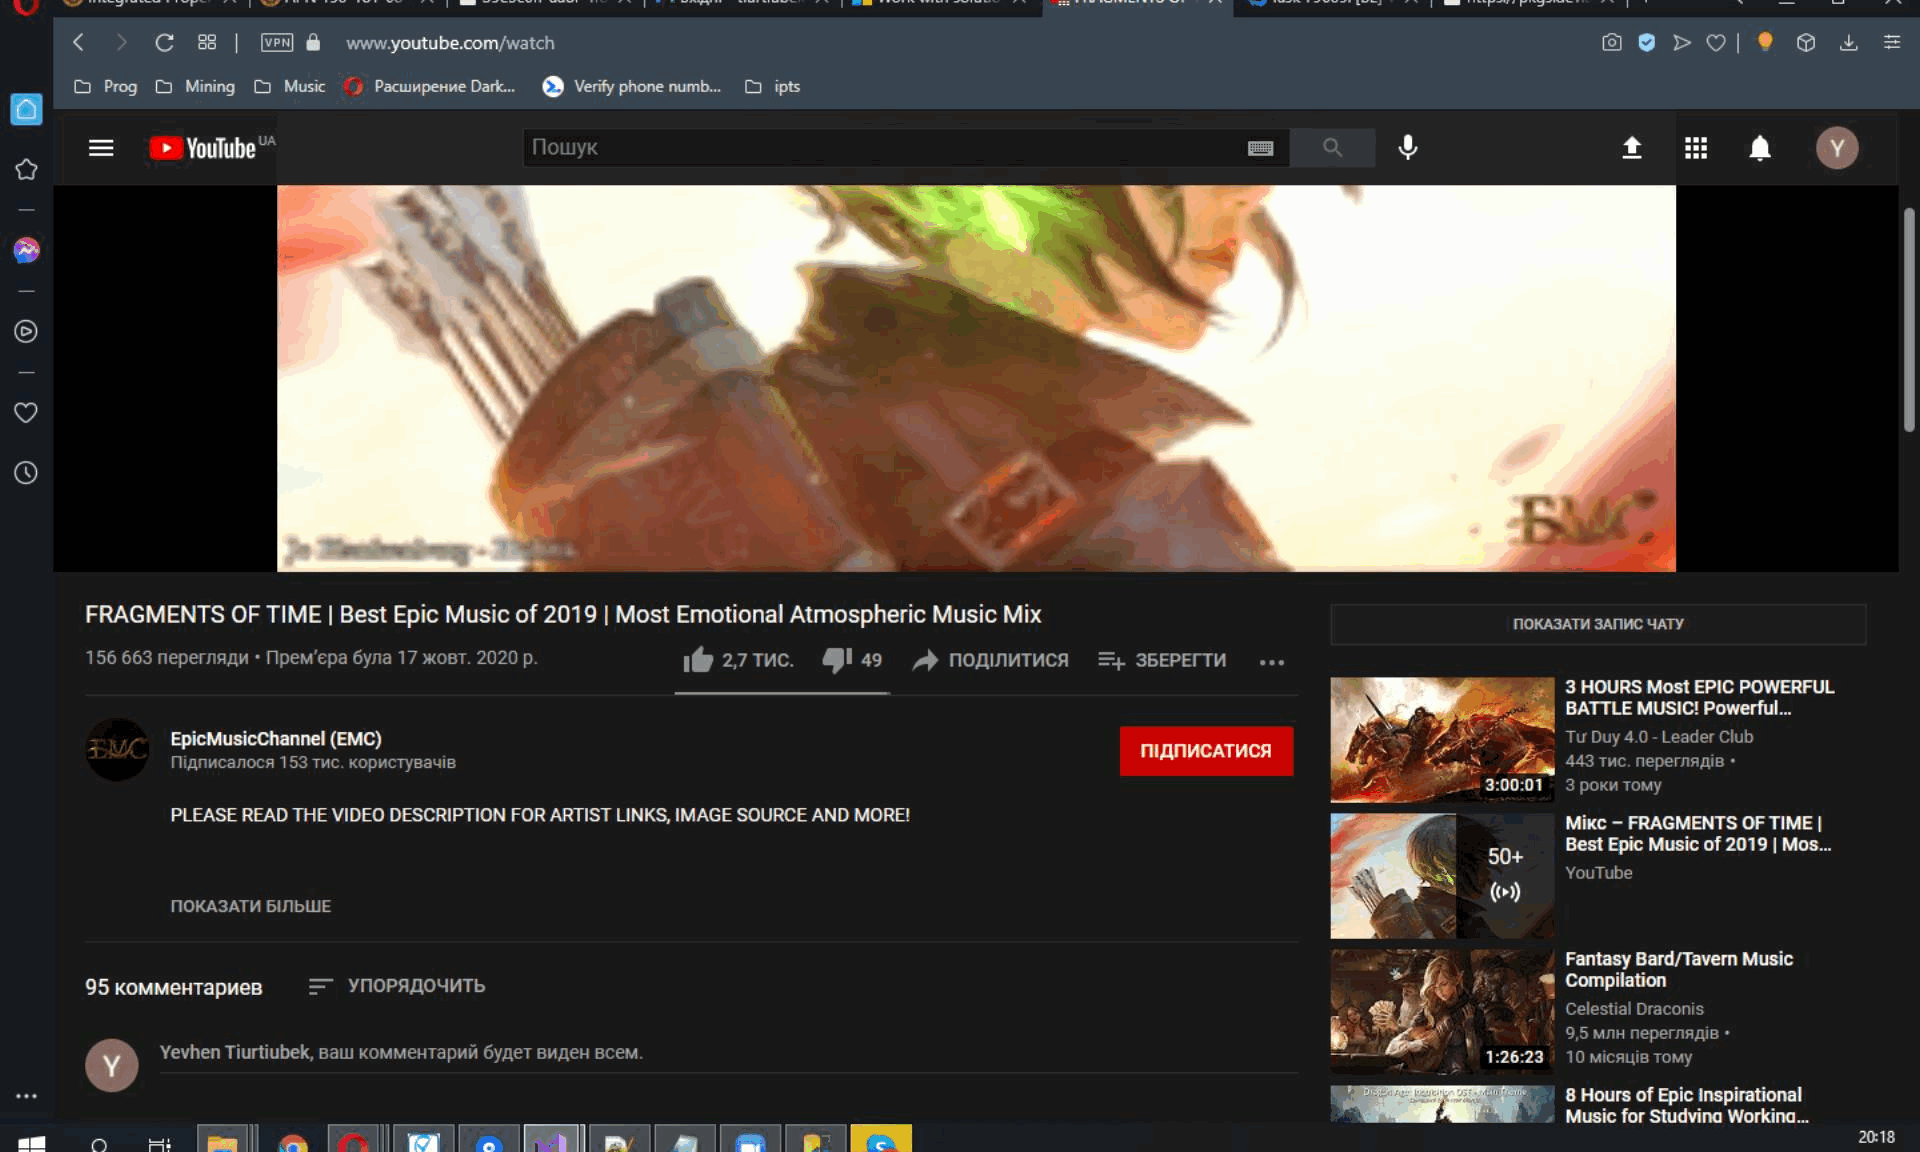 VPN
www.youtube.com/watch
Prog
Mining
Music
Расширение Dark...
Verify phone numb...
ipts
YouTube UA
Пошук
Y
EMC
FRAGMENTS OF TIME | Best Epic Music of 2019 | Most Emotional Atmospheric Music Mix
156 663 перегляди • Прем’єра була 17 жовт. 2020 р.
2,7 ТИС.
49
ПОДІЛИТИСЯ
ЗБЕРЕГТИ
EMC
EpicMusicChannel (EMC)
Підписалося 153 тис. користувачів
ПІДПИСАТИСЯ
PLEASE READ THE VIDEO DESCRIPTION FOR ARTIST LINKS, IMAGE SOURCE AND MORE!
ПОКАЗАТИ БІЛЬШЕ
95 комментариев
УПОРЯДОЧИТЬ
Y
Yevhen Tiurtiubek, ваш комментарий будет виден всем.
ПОКАЗАТИ ЗАПИС ЧАТУ
3:00:01
3 HOURS Most EPIC POWERFUL
BATTLE MUSIC! Powerful...
Tư Duy 4.0 - Leader Club
443 тис. переглядів •
3 роки тому
50+
Мікс – FRAGMENTS OF TIME |
Best Epic Music of 2019 | Mos...
YouTube
1:26:23
Fantasy Bard/Tavern Music
Compilation
Celestial Draconis
9,5 млн переглядів •
10 місяців тому
8 Hours of Epic Inspirational
Music for Studying Working...
20:18